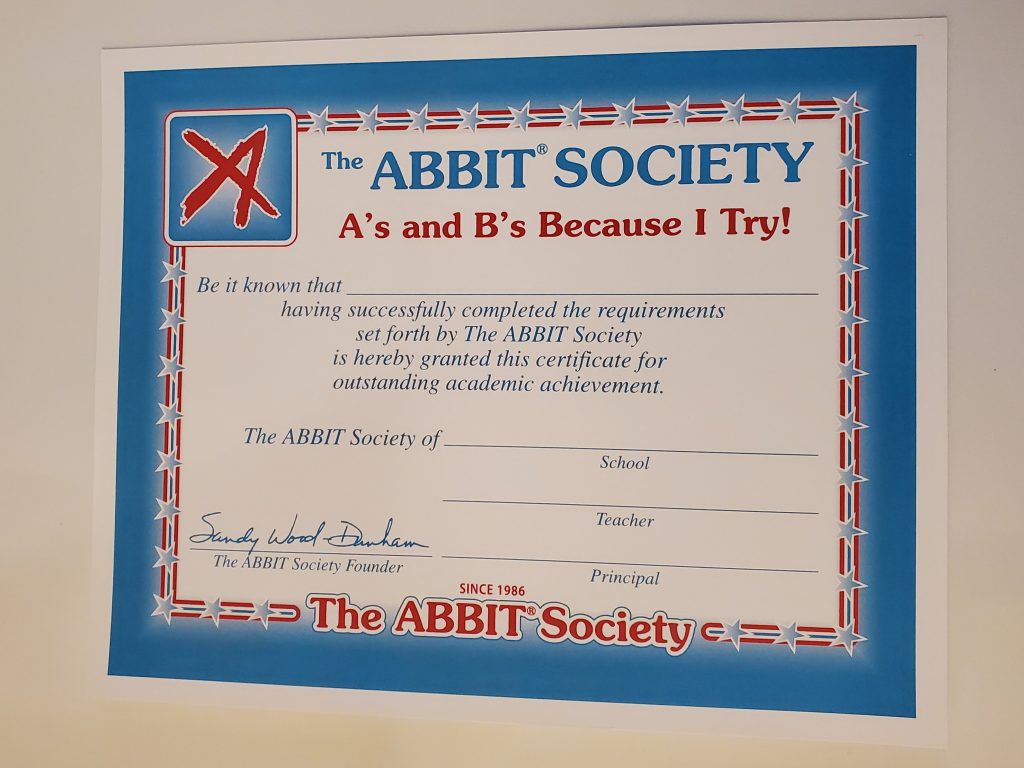 The ABBIT® SOCIETY
A's and B's Because I Try!
Be it known that
having successfully completed the requirements
set forth by The ABBIT Society
is hereby granted this certificate for
outstanding academic achievement.
The ABBIT Society of
School
Teacher
Sandy Wood-Dunham
The ABBIT Society Founder
Principal
SINCE 1986
The ABBIT® Society